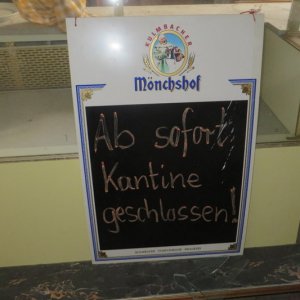 KULMBACHER
Mönchshof
Ab sofort
Kantine
geschlossen!